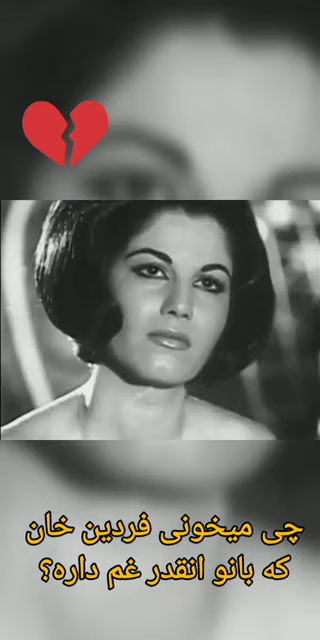 چی میخونی فردین خان
که بانو انقدر غم داره؟